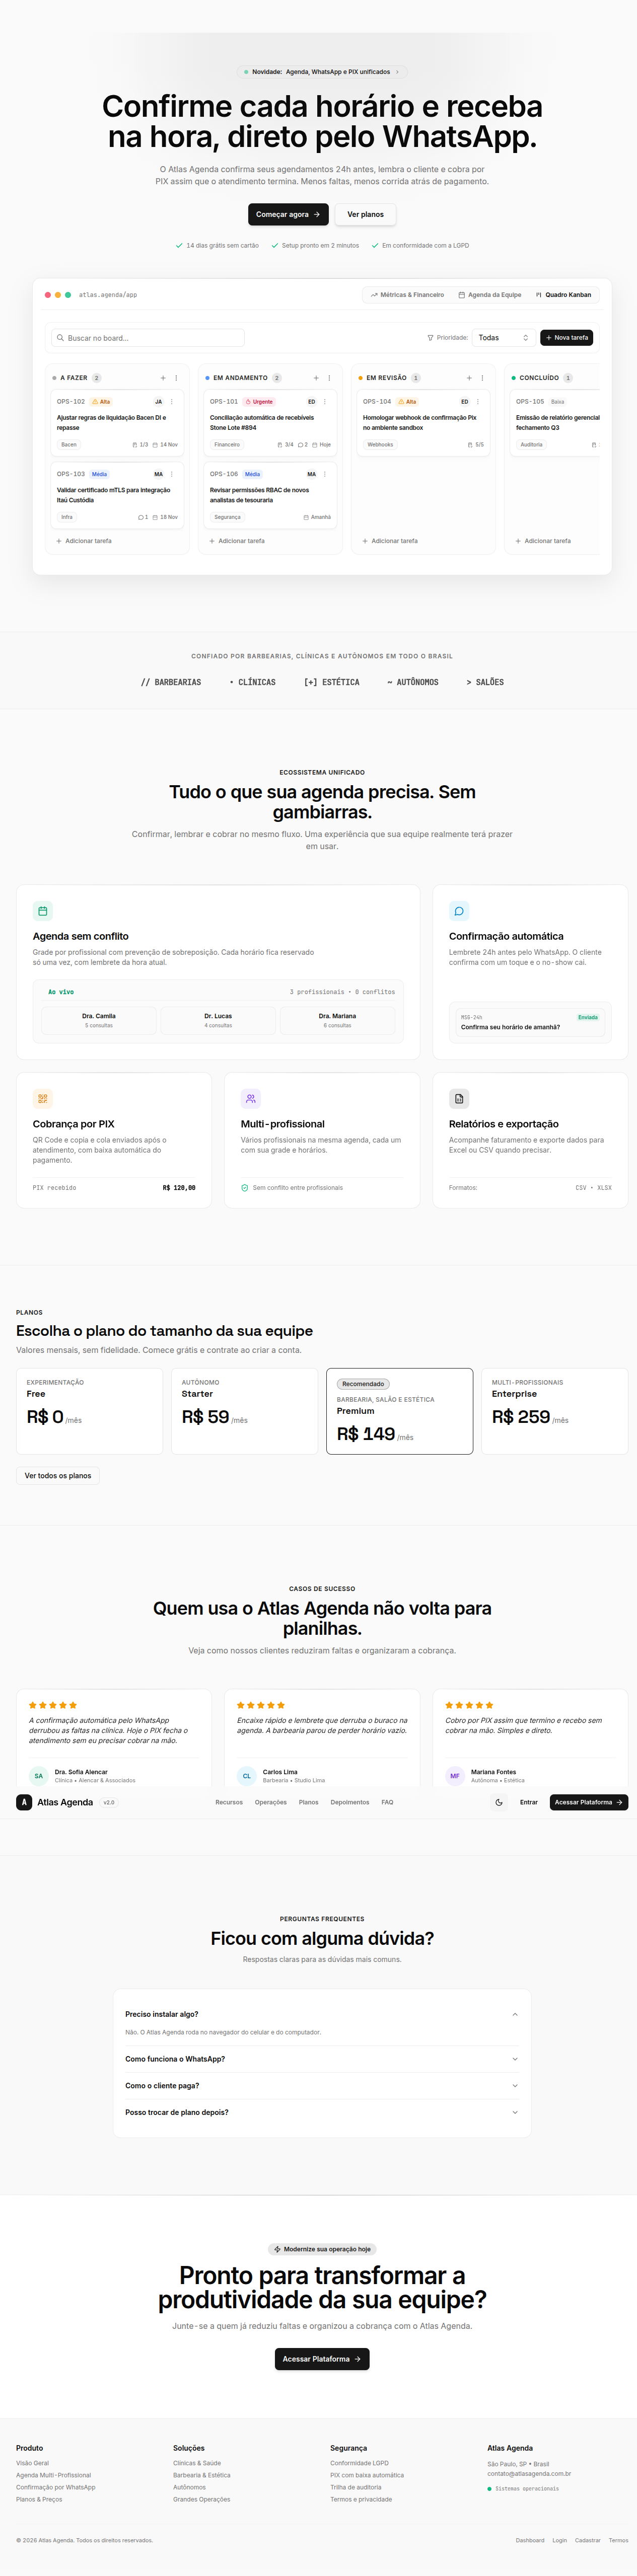 Novidade: Agenda, WhatsApp e PIX unificados
Confirme cada horário e receba
na hora, direto pelo WhatsApp.
O Atlas Agenda confirma seus agendamentos 24h antes, lembra o cliente e cobra por
PIX assim que o atendimento termina. Menos faltas, menos corrida atrás de pagamento.
Começar agora
Ver planos
14 dias grátis sem cartão
Setup pronto em 2 minutos
Em conformidade com a LGPD
atlas.agenda/app
Métricas & Financeiro
Agenda da Equipe
Quadro Kanban
Buscar no board...
Prioridade:
Todas
Nova tarefa
A FAZER 2
OPS-102 Alta JA
Ajustar regras de liquidação Bacen DI e
repasse
Bacen 1/3 14 Nov
OPS-103 Média MA
Validar certificado mTLS para integração
Itaú Custódia
Infra 1 18 Nov
Adicionar tarefa
EM ANDAMENTO 2
OPS-101 Urgente ED
Conciliação automática de recebíveis
Stone Lote #894
Financeiro 3/4 2 Hoje
OPS-106 Média MA
Revisar permissões RBAC de novos
analistas de tesouraria
Segurança Amanhã
Adicionar tarefa
EM REVISÃO 1
OPS-104 Alta ED
Homologar webhook de confirmação Pix
no ambiente sandbox
Webhooks 5/5
Adicionar tarefa
CONCLUÍDO 1
OPS-105 Baixa
Emissão de relatório gerencial
fechamento Q3
Auditoria
Adicionar tarefa
CONFIADO POR BARBEARIAS, CLÍNICAS E AUTÔNOMOS EM TODO O BRASIL
// BARBEARIAS
• CLÍNICAS
[+] ESTÉTICA
~ AUTÔNOMOS
> SALÕES
ECOSSISTEMA UNIFICADO
Tudo o que sua agenda precisa. Sem
gambiarras.
Confirmar, lembrar e cobrar no mesmo fluxo. Uma experiência que sua equipe realmente terá prazer
em usar.
Agenda sem conflito
Grade por profissional com prevenção de sobreposição. Cada horário fica reservado
só uma vez, com lembrete da hora atual.
Ao vivo
3 profissionais • 0 conflitos
Dra. Camila
5 consultas
Dr. Lucas
4 consultas
Dra. Mariana
6 consultas
Confirmação automática
Lembrete 24h antes pelo WhatsApp. O cliente
confirma com um toque e o no-show cai.
MSG-24h
Enviada
Confirma seu horário de amanhã?
Cobrança por PIX
QR Code e copia e cola enviados após o
atendimento, com baixa automática do
pagamento.
PIX recebido
R$ 120,00
Multi-profissional
Vários profissionais na mesma agenda, cada um
com sua grade e horários.
Sem conflito entre profissionais
Relatórios e exportação
Acompanhe faturamento e exporte dados para
Excel ou CSV quando precisar.
Formatos:
CSV • XLSX
PLANOS
Escolha o plano do tamanho da sua equipe
Valores mensais, sem fidelidade. Comece grátis e contrate ao criar a conta.
EXPERIMENTAÇÃO
Free
R$ 0 /mês
AUTÔNOMO
Starter
R$ 59 /mês
Recomendado
BARBEARIA, SALÃO E ESTÉTICA
Premium
R$ 149 /mês
MULTI-PROFISSIONAIS
Enterprise
R$ 259 /mês
Ver todos os planos
CASOS DE SUCESSO
Quem usa o Atlas Agenda não volta para
planilhas.
Veja como nossos clientes reduziram faltas e organizaram a cobrança.
A confirmação automática pelo WhatsApp
derrubou as faltas na clínica. Hoje o PIX fecha o
atendimento sem eu precisar cobrar na mão.
SA
Dra. Sofia Alencar
Clínica • Alencar & Associados
Encaixe rápido e lembrete que derruba o buraco na
agenda. A barbearia parou de perder horário vazio.
CL
Carlos Lima
Barbearia • Studio Lima
Cobro por PIX assim que termino e recebo sem
cobrar na mão. Simples e direto.
MF
Mariana Fontes
Autônoma • Estética
A Atlas Agenda v2.0
Recursos
Operações
Planos
Depoimentos
FAQ
Entrar
Acessar Plataforma
PERGUNTAS FREQUENTES
Ficou com alguma dúvida?
Respostas claras para as dúvidas mais comuns.
Preciso instalar algo?
Não. O Atlas Agenda roda no navegador do celular e do computador.
Como funciona o WhatsApp?
Como o cliente paga?
Posso trocar de plano depois?
Modernize sua operação hoje
Pronto para transformar a
produtividade da sua equipe?
Junte-se a quem já reduziu faltas e organizou a cobrança com o Atlas Agenda.
Acessar Plataforma
Produto
Visão Geral
Agenda Multi-Profissional
Confirmação por WhatsApp
Planos & Preços
Soluções
Clínicas & Saúde
Barbearia & Estética
Autônomos
Grandes Operações
Segurança
Conformidade LGPD
PIX com baixa automática
Trilha de auditoria
Termos e privacidade
Atlas Agenda
São Paulo, SP • Brasil
contato@atlasagenda.com.br
Sistemas operacionais
© 2026 Atlas Agenda. Todos os direitos reservados.
Dashboard
Login
Cadastrar
Termos